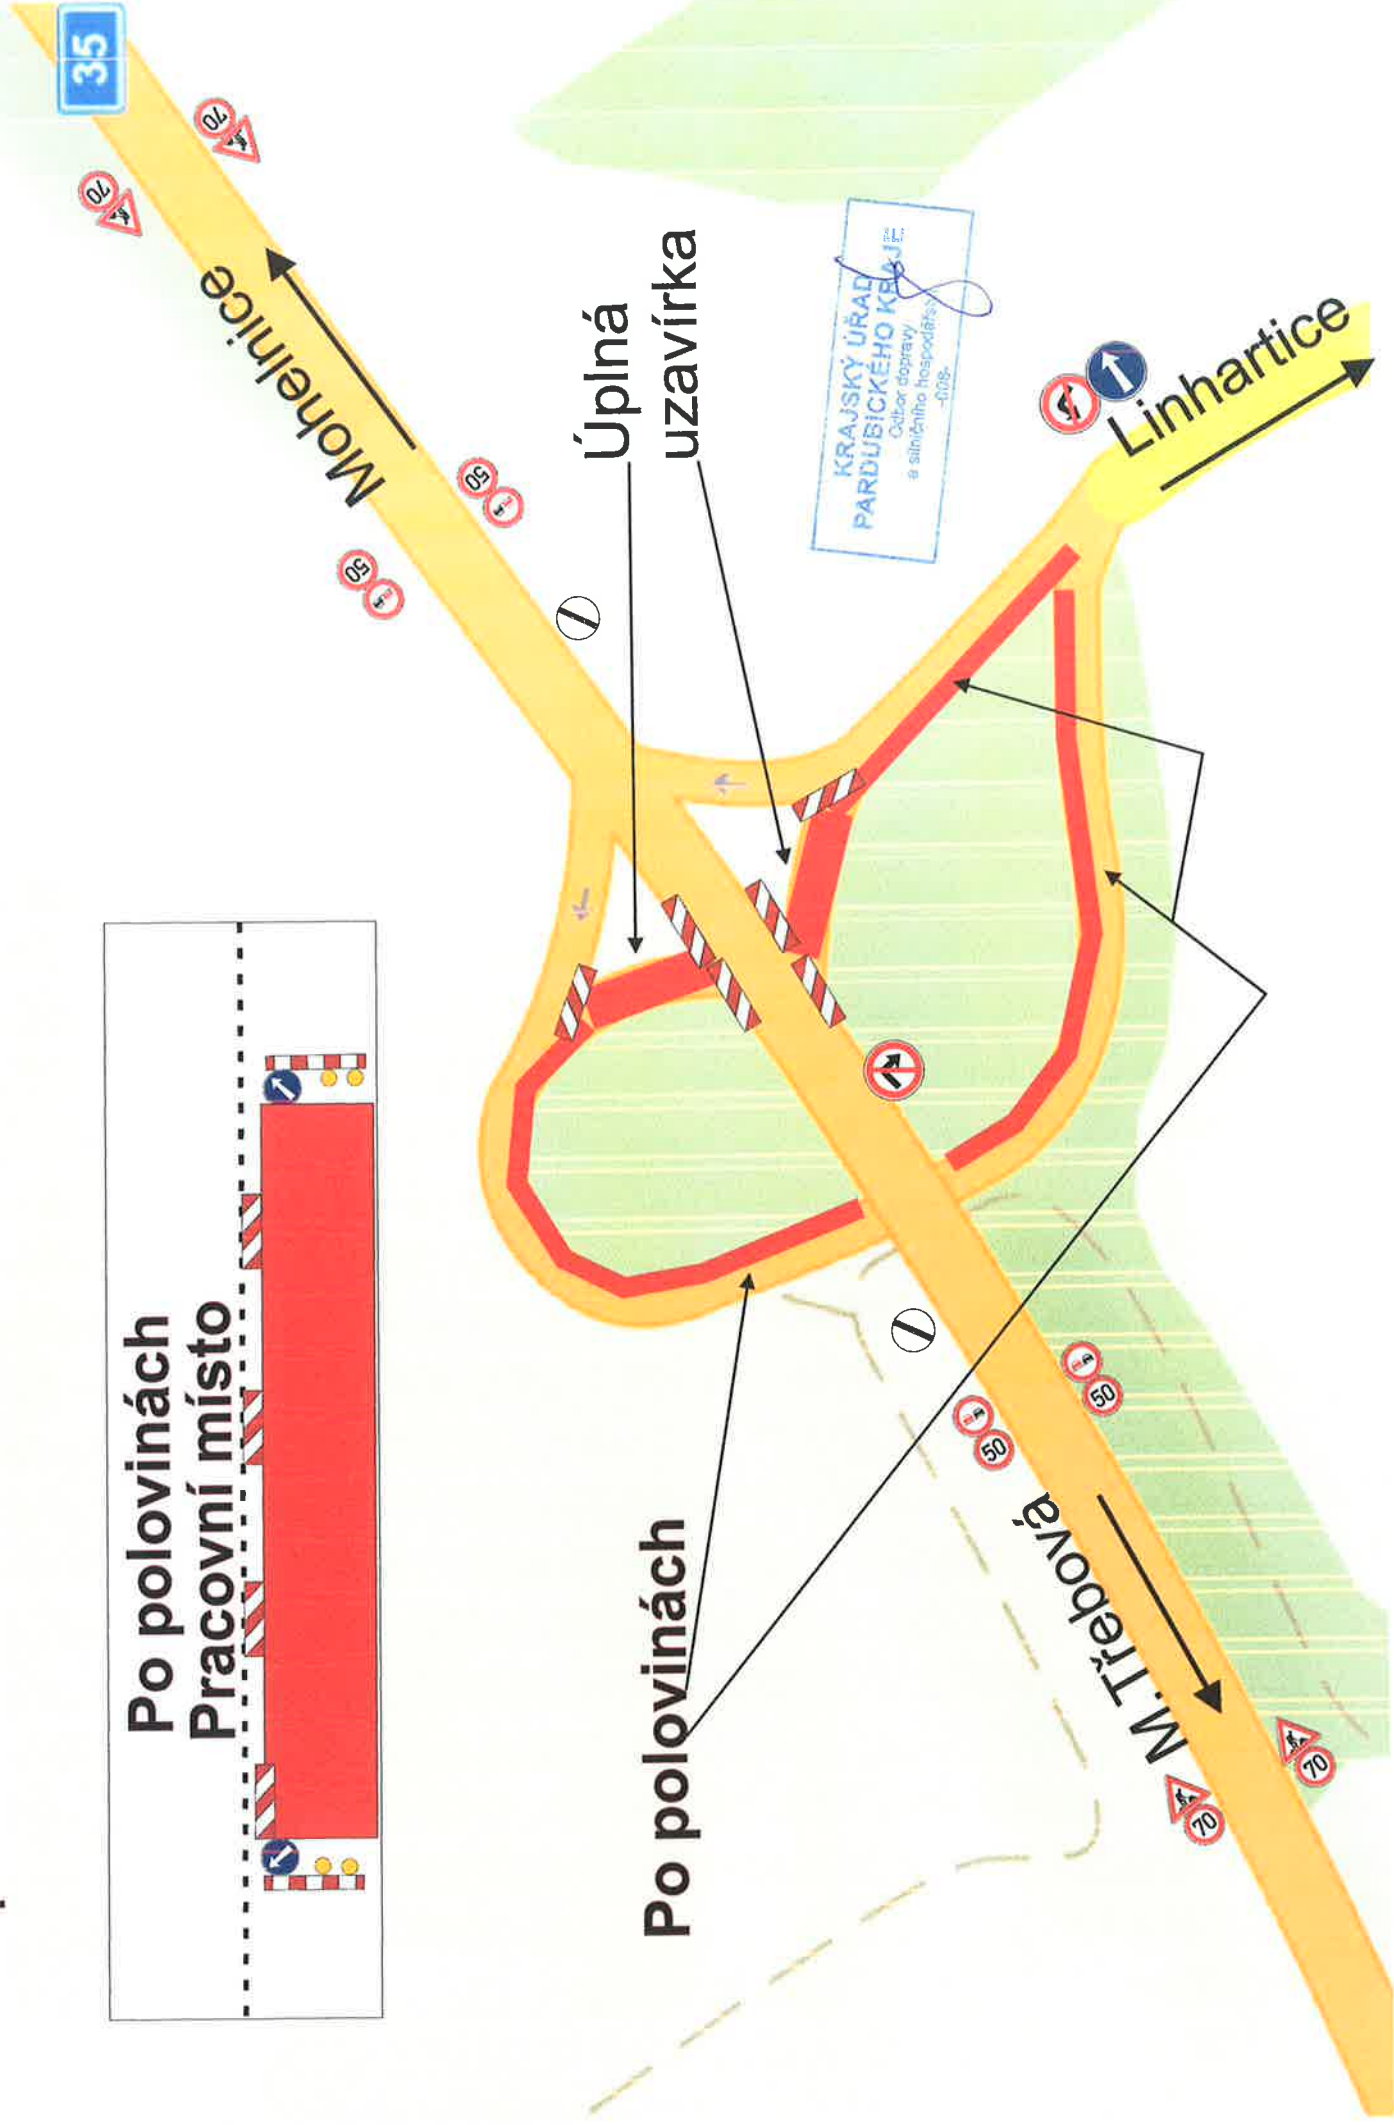 Po polovinách
Pracovní místo
35
70
70
Mohelnice
50
50
Úplná
uzavírka
KRAJSKÝ ÚŘAD
PARDUBICKÉHO KRAJE
Odbor dopravy
a silničního hospodářství
-008-
Linhartice
Po polovinách
50
50
M.Třebová
70
70